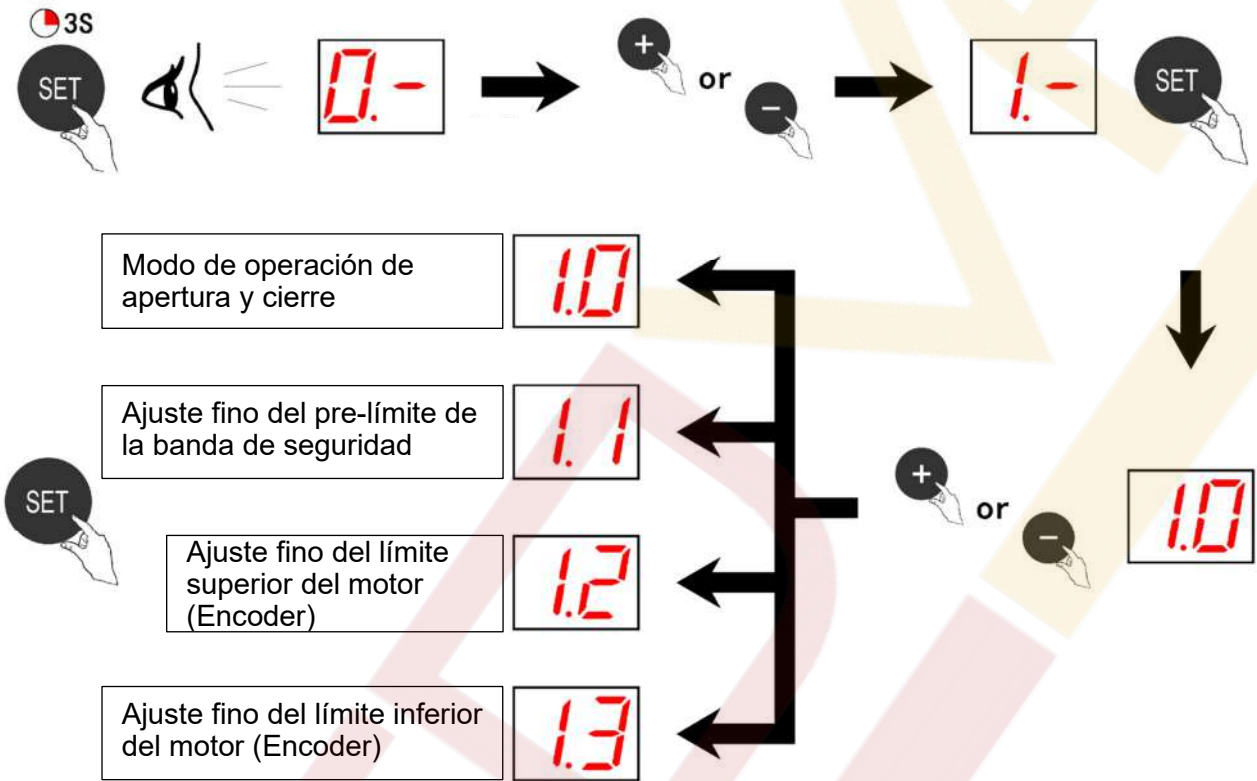 3S
SET
0.-
+
or
-
1.-
SET
Modo de operación de
apertura y cierre
1.0
Ajuste fino del pre-límite de
la banda de seguridad
1.1
SET
+
or
-
1.0
Ajuste fino del límite
superior del motor
(Encoder)
1.2
Ajuste fino del límite inferior
del motor (Encoder)
1.3